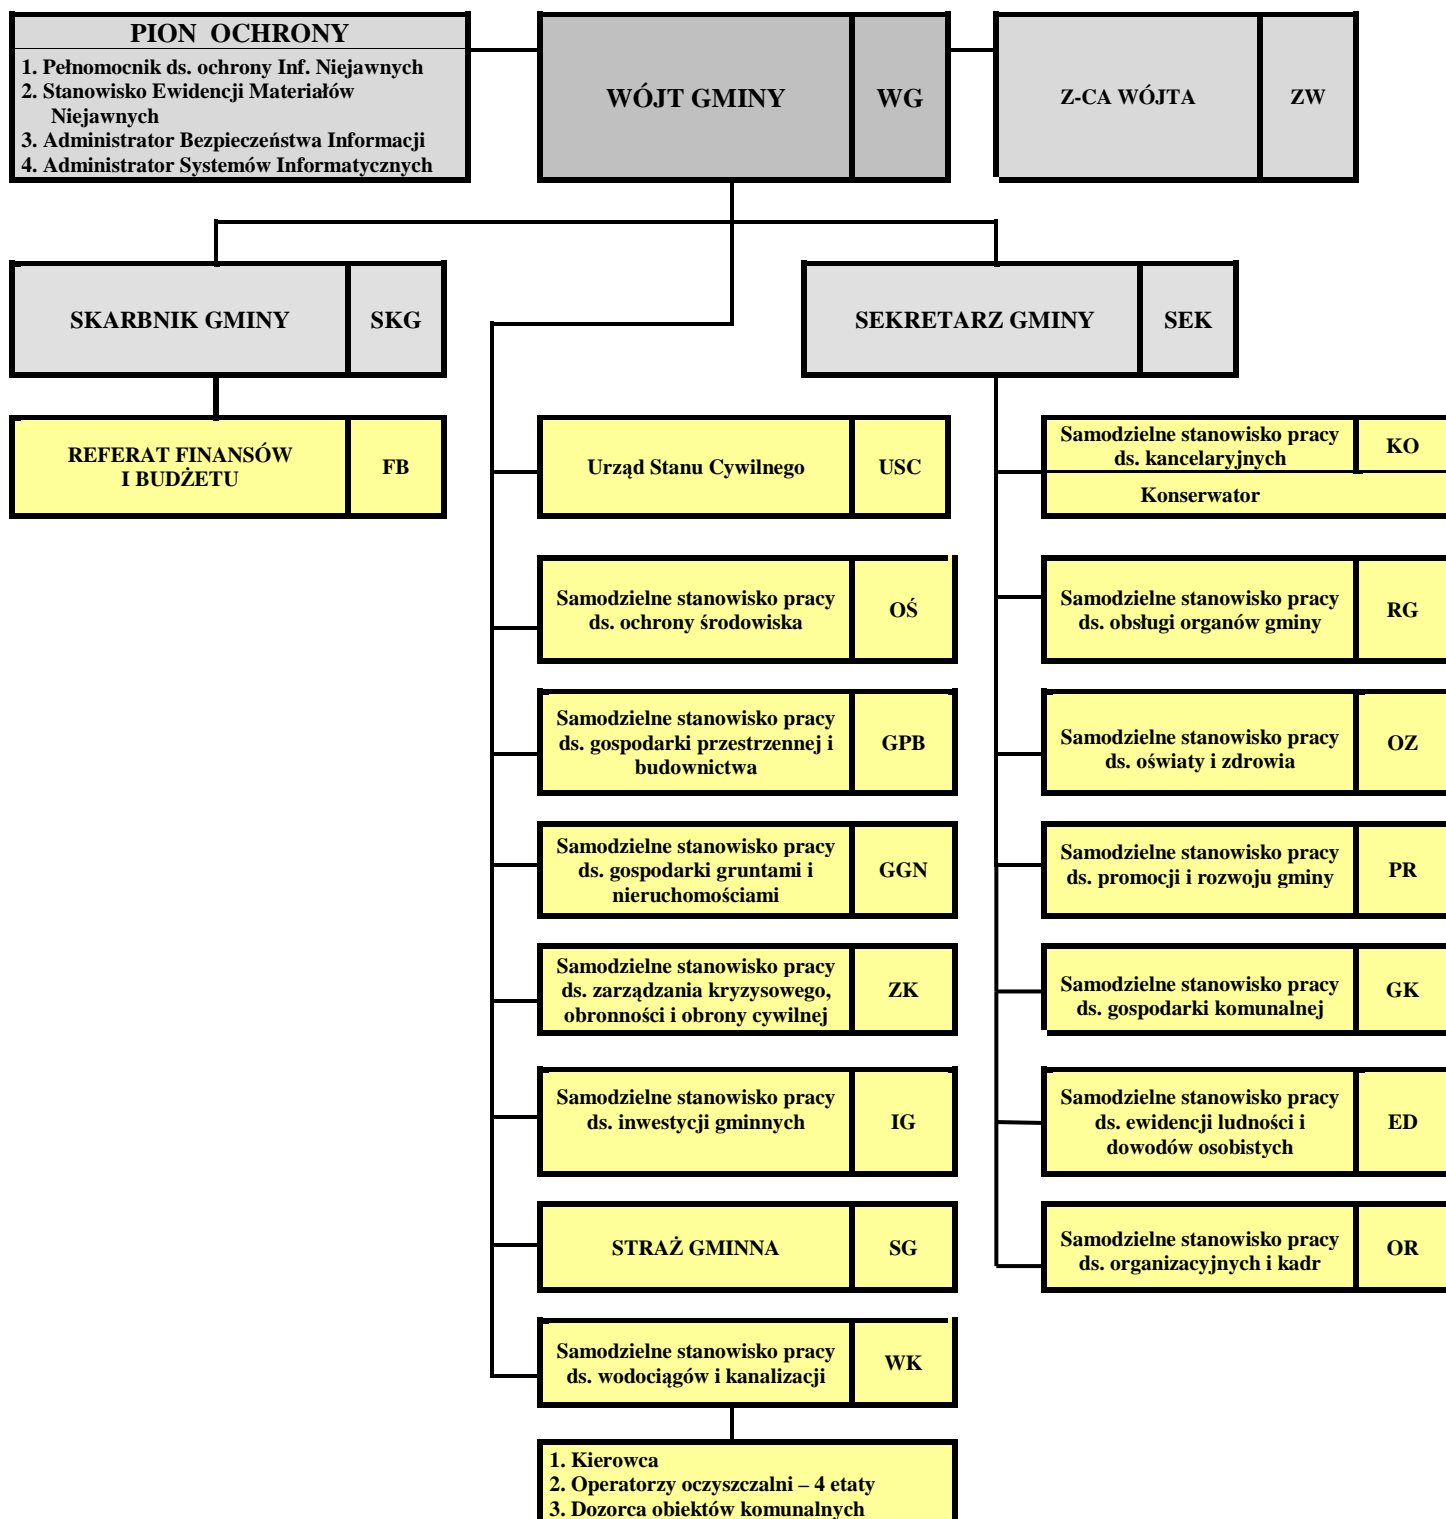 PION OCHRONY
1. Pełnomocnik ds. ochrony Inf. Niejawnych
2. Stanowisko Ewidencji Materiałów
Niejawnych
3. Administrator Bezpieczeństwa Informacji
4. Administrator Systemów Informatycznych
WÓJT GMINY
WG
Z-CA WÓJTA
ZW
SKARBNIK GMINY
SKG
SEKRETARZ GMINY
SEK
REFERAT FINANSÓW
I BUDŻETU
FB
Urząd Stanu Cywilnego
USC
Samodzielne stanowisko pracy
ds. ochrony środowiska
OŚ
Samodzielne stanowisko pracy
ds. gospodarki przestrzennej i
budownictwa
GPB
Samodzielne stanowisko pracy
ds. gospodarki gruntami i
nieruchomościami
GGN
Samodzielne stanowisko pracy
ds. zarządzania kryzysowego,
obronności i obrony cywilnej
ZK
Samodzielne stanowisko pracy
ds. inwestycji gminnych
IG
STRAŻ GMINNA
SG
Samodzielne stanowisko pracy
ds. wodociągów i kanalizacji
WK
1. Kierowca
2. Operatorzy oczyszczalni – 4 etaty
3. Dozorca obiektów komunalnych
Samodzielne stanowisko pracy
ds. kancelaryjnych
KO
Konserwator
Samodzielne stanowisko pracy
ds. obsługi organów gminy
RG
Samodzielne stanowisko pracy
ds. oświaty i zdrowia
OZ
Samodzielne stanowisko pracy
ds. promocji i rozwoju gminy
PR
Samodzielne stanowisko pracy
ds. gospodarki komunalnej
GK
Samodzielne stanowisko pracy
ds. ewidencji ludności i
dowodów osobistych
ED
Samodzielne stanowisko pracy
ds. organizacyjnych i kadr
OR